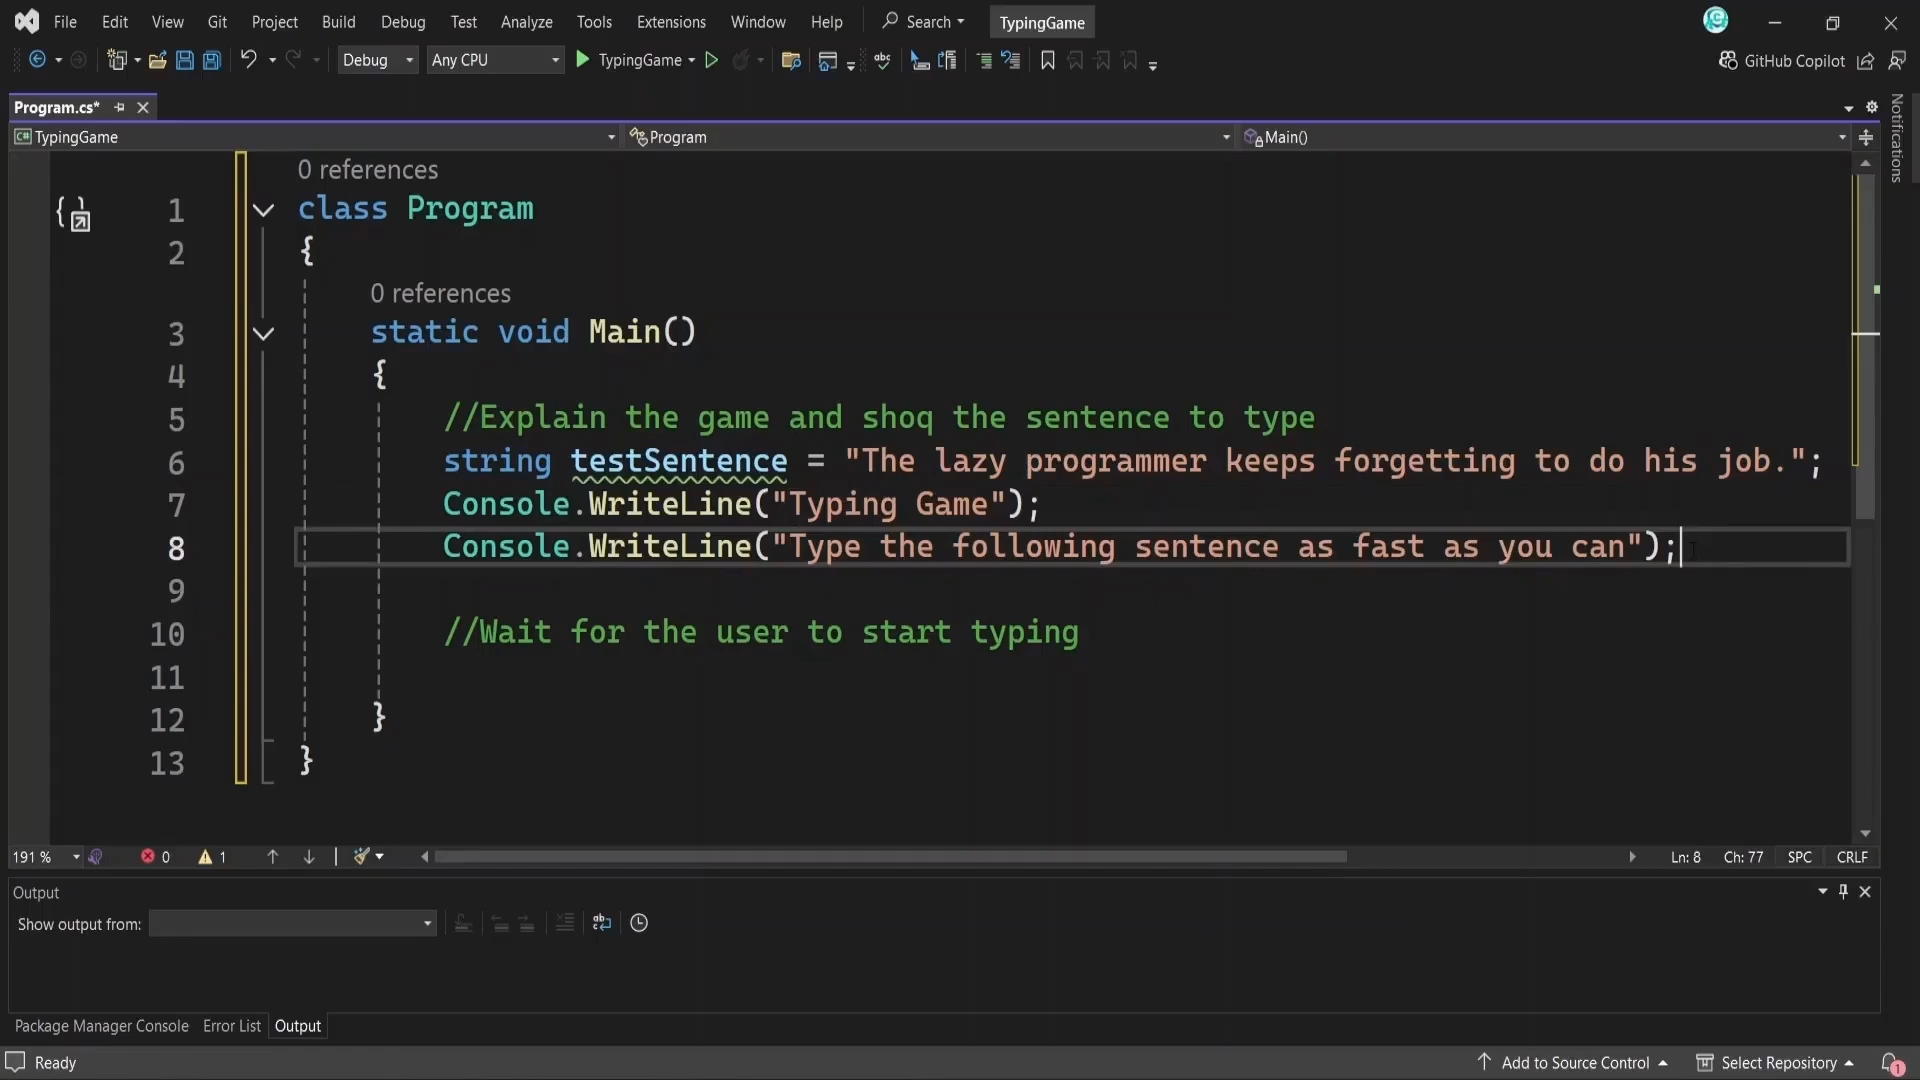 File Edit View Git Project Build Debug Test Analyze Tools Extensions Window Help Search TypingGame
Debug Any CPU TypingGame GitHub Copilot
Program.cs*
TypingGame Program Main()
Notifications
0 references
1 class Program
2 {
0 references
3 static void Main()
4 {
5 //Explain the game and shoq the sentence to type
6 string testSentence = "The lazy programmer keeps forgetting to do his job.";
7 Console.WriteLine("Typing Game");
8 Console.WriteLine("Type the following sentence as fast as you can");
9
10 //Wait for the user to start typing
11
12 }
13 }
191 % 0 1 Ln: 8 Ch: 77 SPC CRLF
Output
Show output from:
Package Manager Console Error List Output
Ready Add to Source Control Select Repository 1